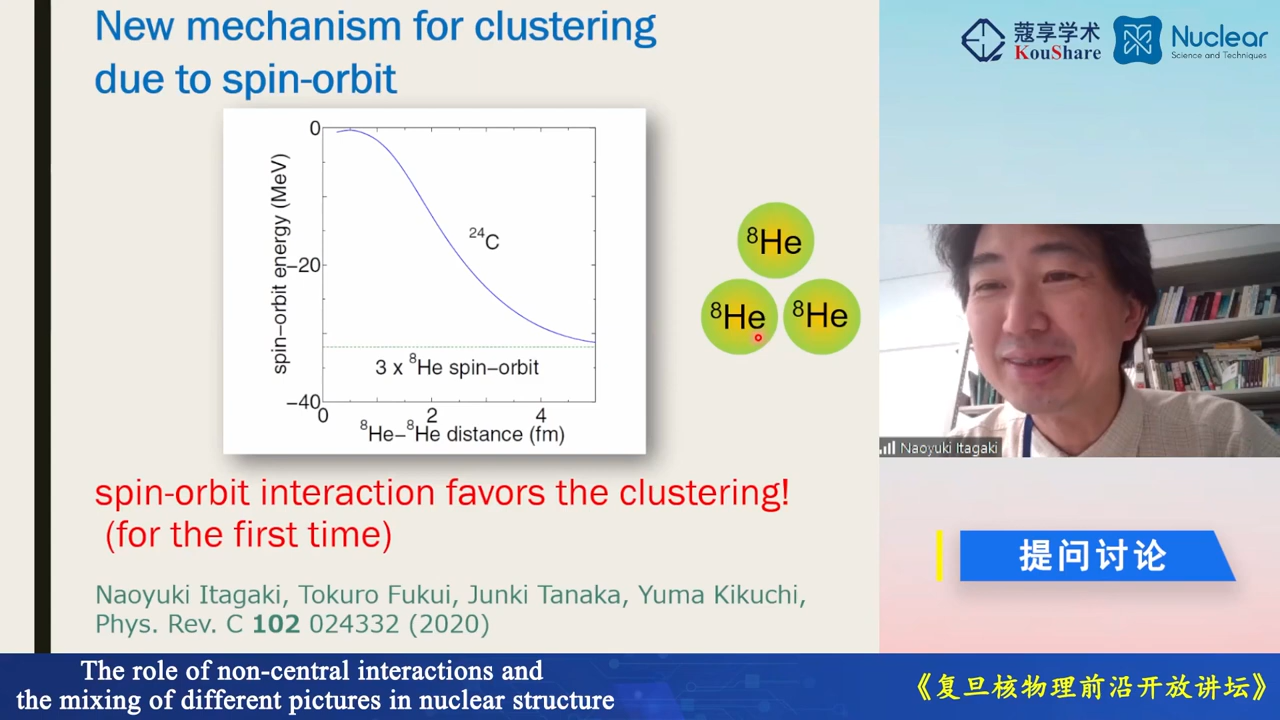 New mechanism for clustering
due to spin-orbit
蔻享学术
KouShare
Nuclear
Science and Techniques
0
−20
−40
spin−orbit energy (MeV)
²⁴C
3 x ⁸He spin−orbit
0
2
4
⁸He−⁸He distance (fm)
⁸He
⁸He
⁸He
Naoyuki Itagaki
spin-orbit interaction favors the clustering!
(for the first time)
提问讨论
Naoyuki Itagaki, Tokuro Fukui, Junki Tanaka, Yuma Kikuchi,
Phys. Rev. C 102 024332 (2020)
The role of non-central interactions and
the mixing of different pictures in nuclear structure
《复旦核物理前沿开放讲坛》